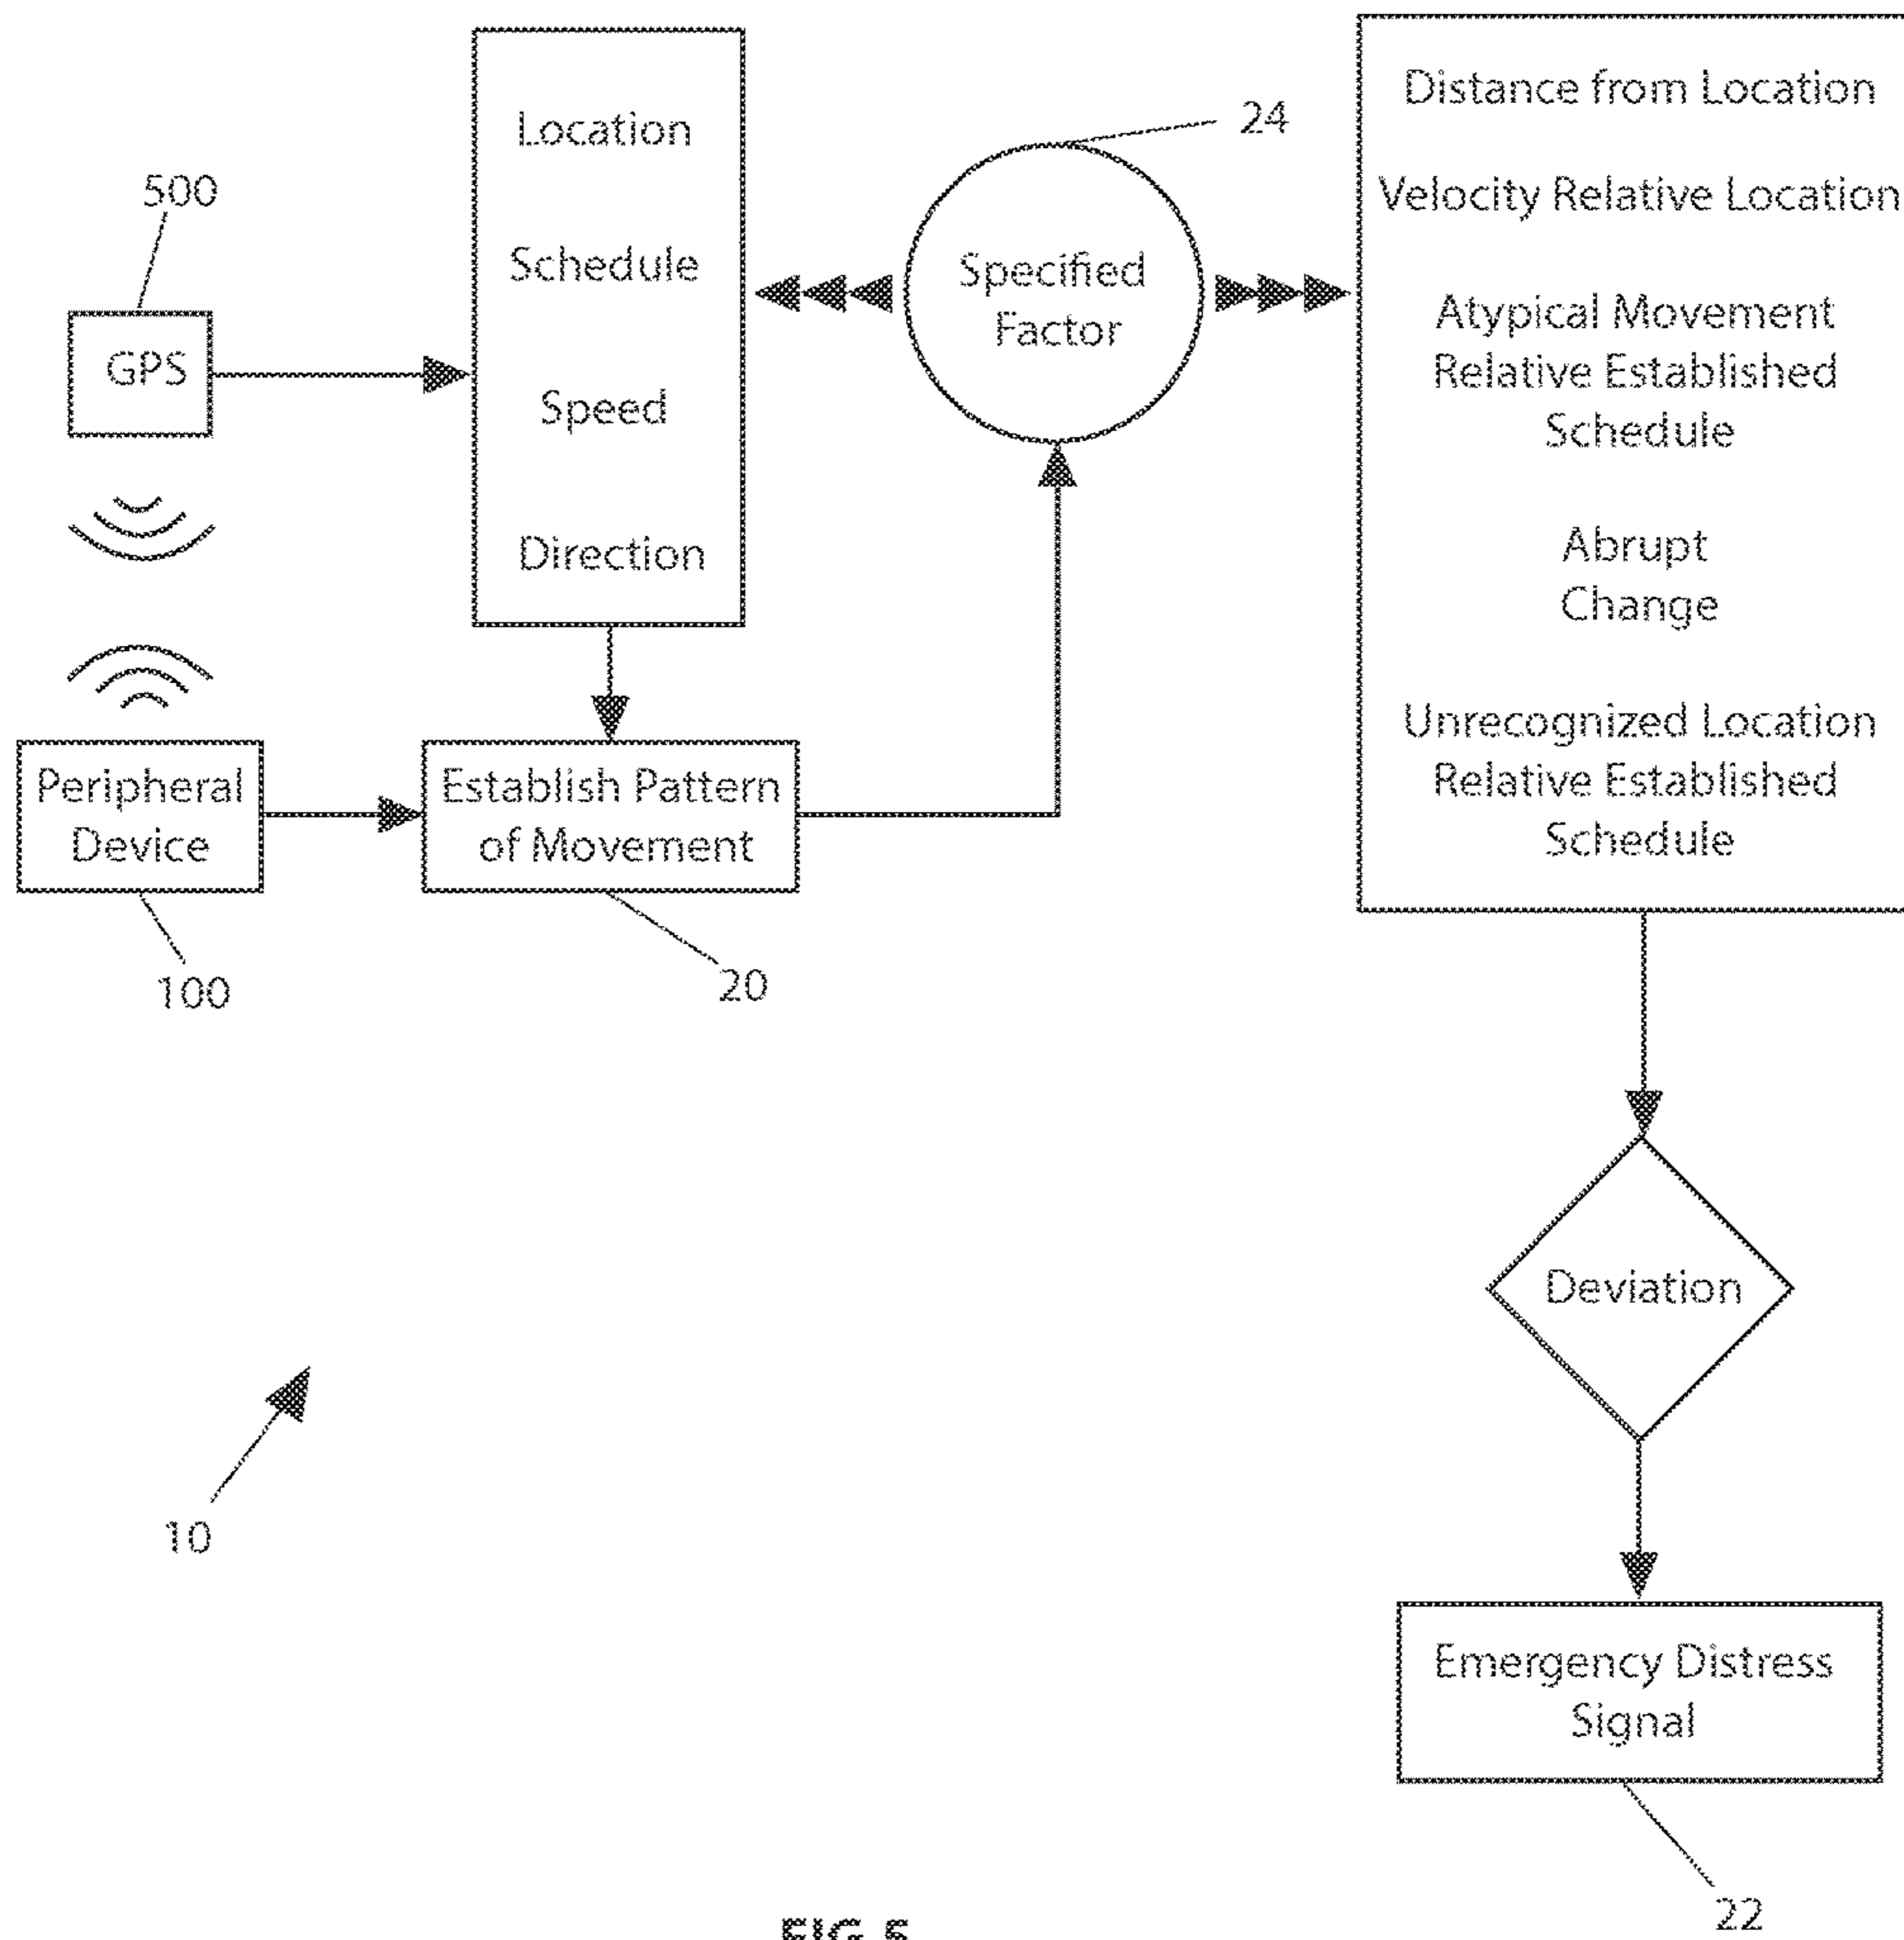 500
GPS
Location
Schedule
Speed
Direction
24
Specified
Factor
Distance from Location
Velocity Relative Location
Atypical Movement
Relative Established
Schedule
Abrupt
Change
Unrecognized Location
Relative Established
Schedule
Peripheral
Device
100
Establish Pattern
of Movement
20
Deviation
10
Emergency Distress
Signal
22
FIG. 5